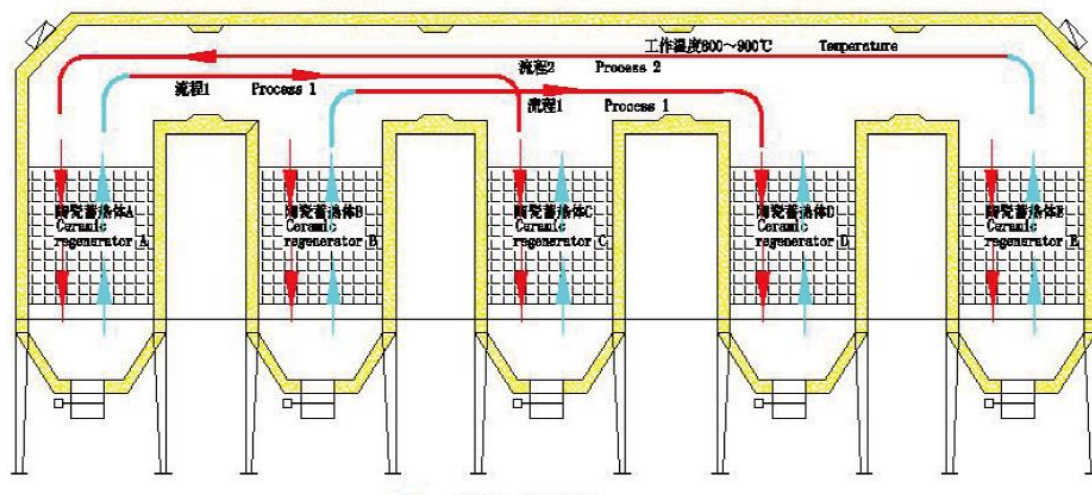 工作温度800～900℃ Temperature
流程2 Process 2
流程1 Process 1
流程1 Process 1
陶瓷蓄热体A
Ceramic
regenerator A
陶瓷蓄热体B
Ceramic
regenerator B
陶瓷蓄热体C
Ceramic
regenerator C
陶瓷蓄热体D
Ceramic
regenerator D
陶瓷蓄热体E
Ceramic
regenerator E